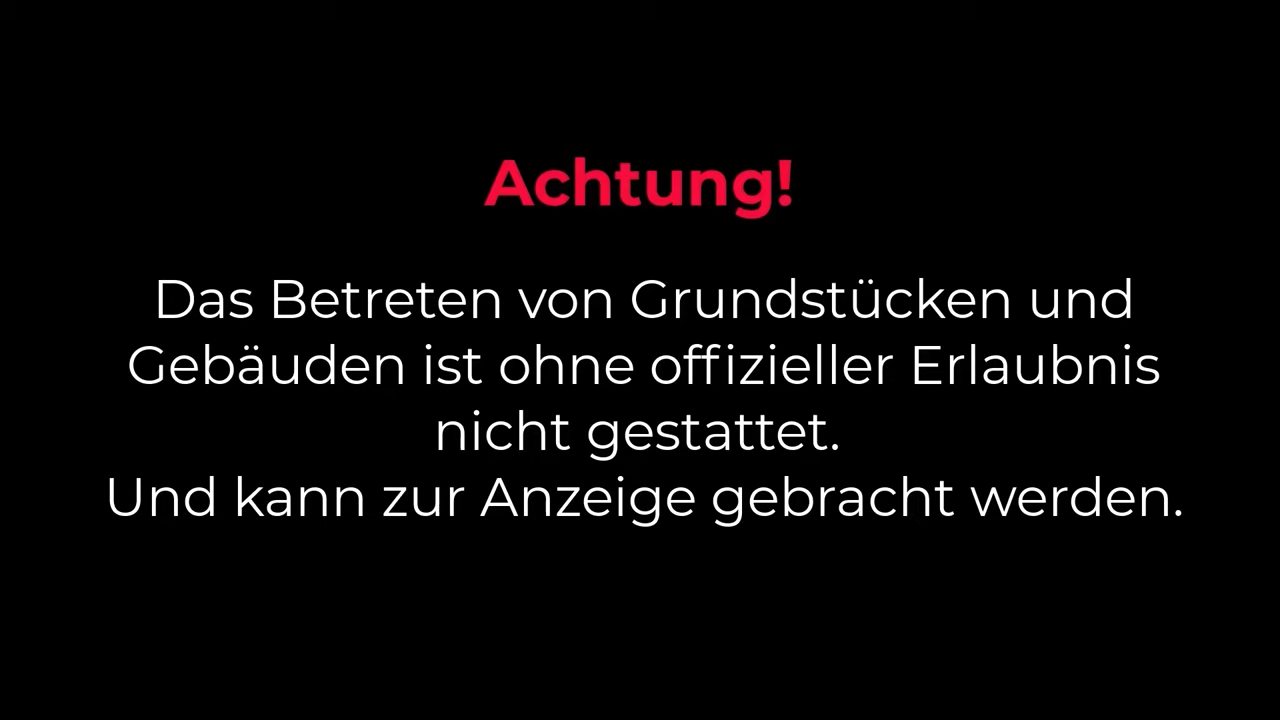 Achtung!
Das Betreten von Grundstücken und
Gebäuden ist ohne offizieller Erlaubnis
nicht gestattet.
Und kann zur Anzeige gebracht werden.